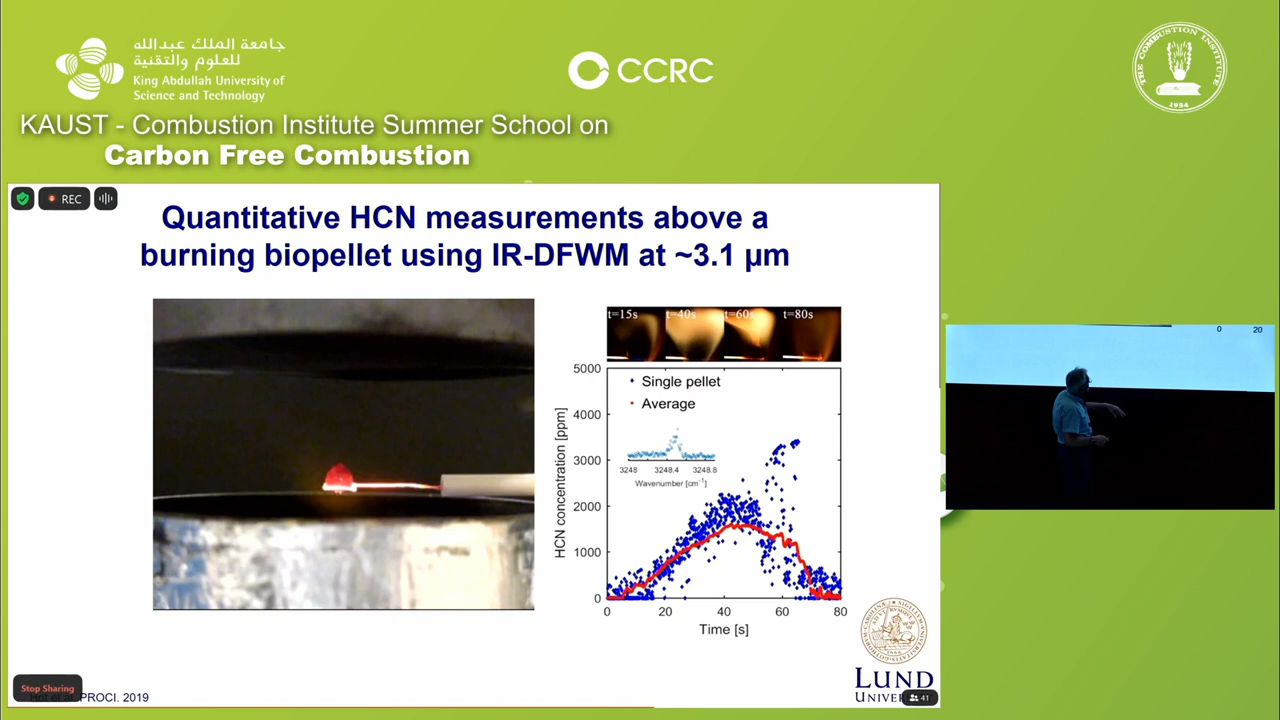 جامعة الملك عبدالله
للعلوم والتقنية
King Abdullah University of
Science and Technology
CCRC
THE COMBUSTION INSTITUTE
1954
KAUST - Combustion Institute Summer School on
Carbon Free Combustion
REC
Quantitative HCN measurements above a
burning biopellet using IR-DFWM at ~3.1 µm
t=15s t=40s t=60s t=80s
5000
4000
3000
2000
1000
0
HCN concentration [ppm]
Single pellet
Average
3248 3248.4 3248.8
Wavenumber [cm⁻¹]
0 20 40 60 80
Time [s]
0 20
LUND
Stop Sharing
PROCI. 2019
41